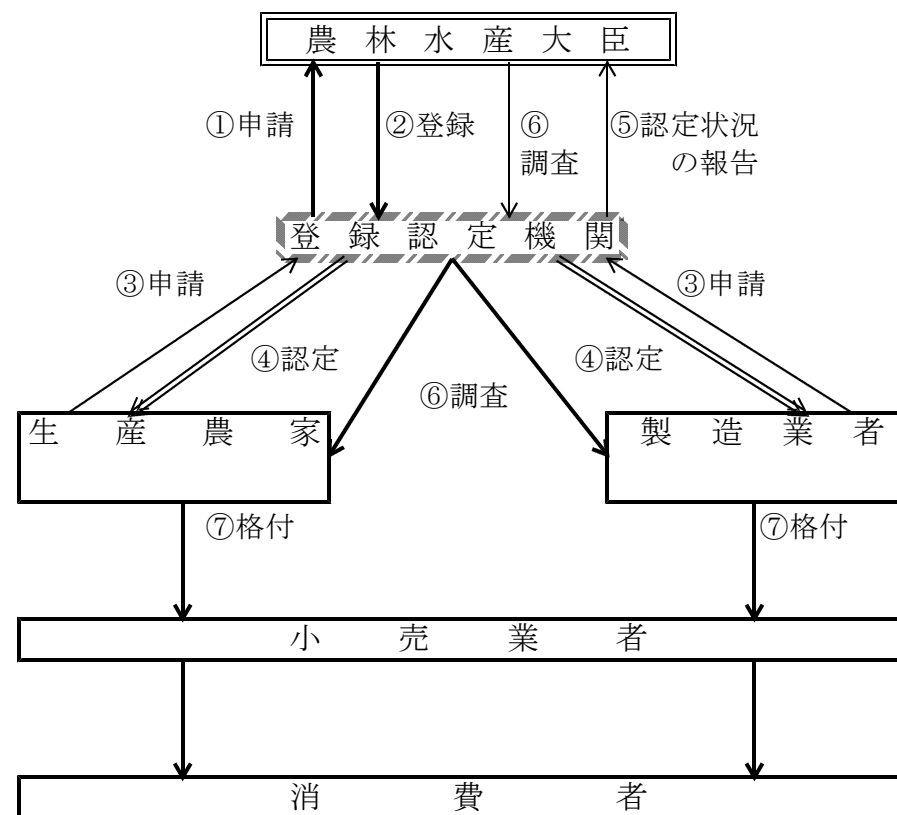 農林水産大臣
①申請
②登録
⑥
調査
⑤認定状況
の報告
登録認定機関
③申請
③申請
④認定
④認定
⑥調査
生産農家
製造業者
⑦格付
⑦格付
小売業者
消費者